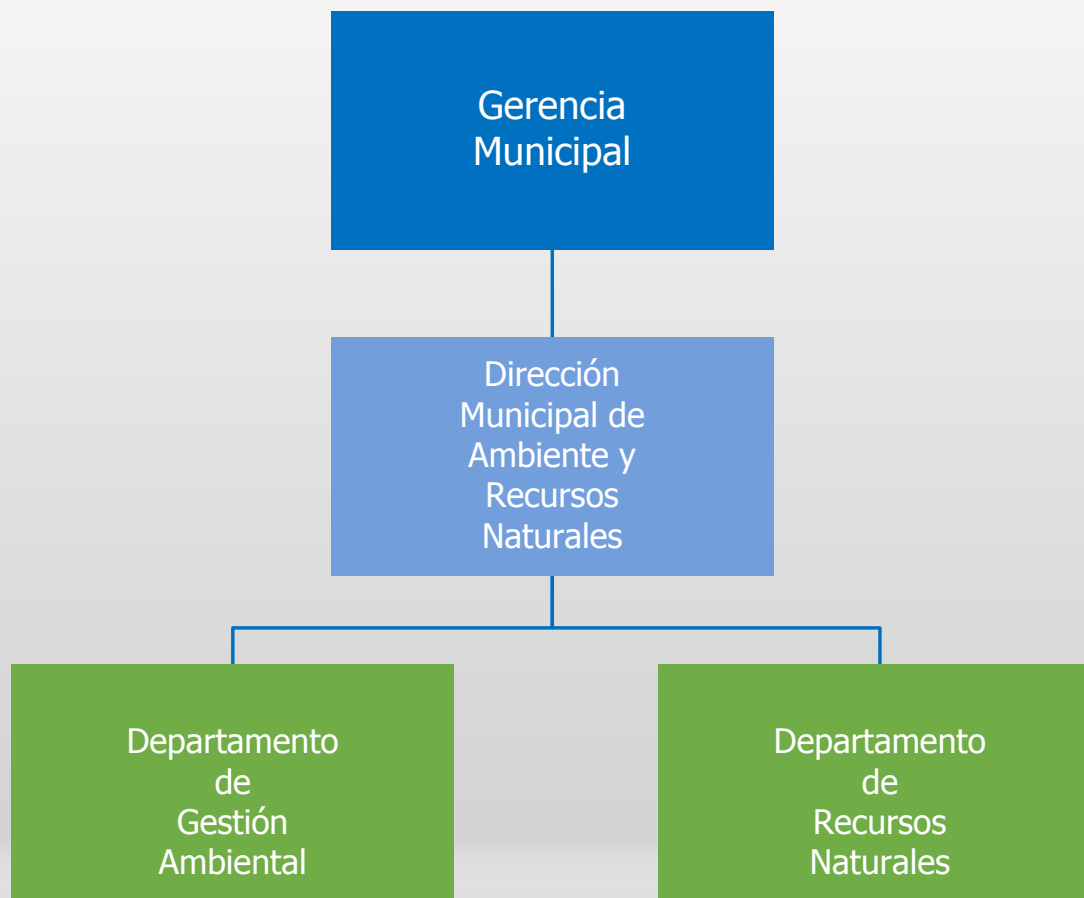 Gerencia
Municipal
Dirección
Municipal de
Ambiente y
Recursos
Naturales
Departamento
de
Gestión
Ambiental
Departamento
de
Recursos
Naturales